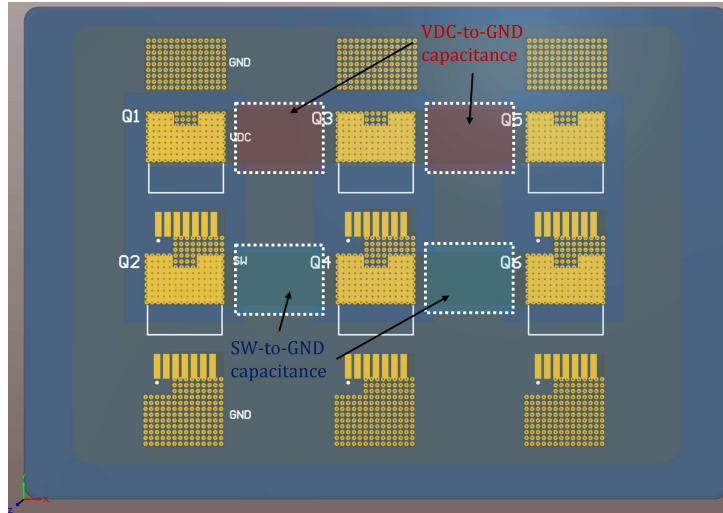 VDC-to-GND
capacitance
GND
Q1
Q3
Q5
VDC
Q2
SW
Q4
Q6
SW-to-GND
capacitance
GND
Y
X
Z